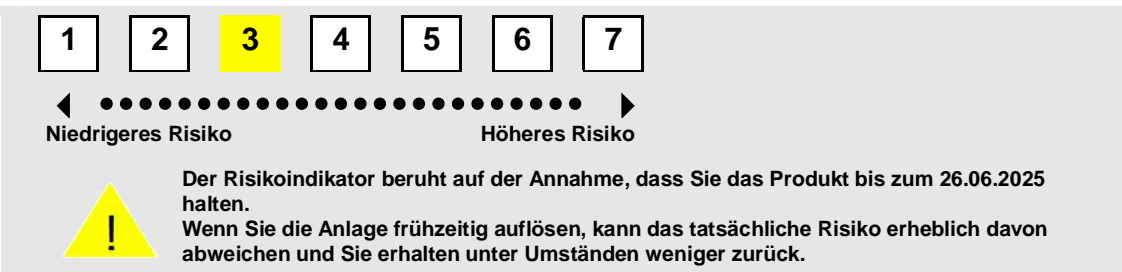 1 2 3 4 5 6 7
Niedrigeres Risiko Höheres Risiko
Der Risikoindikator beruht auf der Annahme, dass Sie das Produkt bis zum 26.06.2025
halten.
Wenn Sie die Anlage frühzeitig auflösen, kann das tatsächliche Risiko erheblich davon
abweichen und Sie erhalten unter Umständen weniger zurück.
!